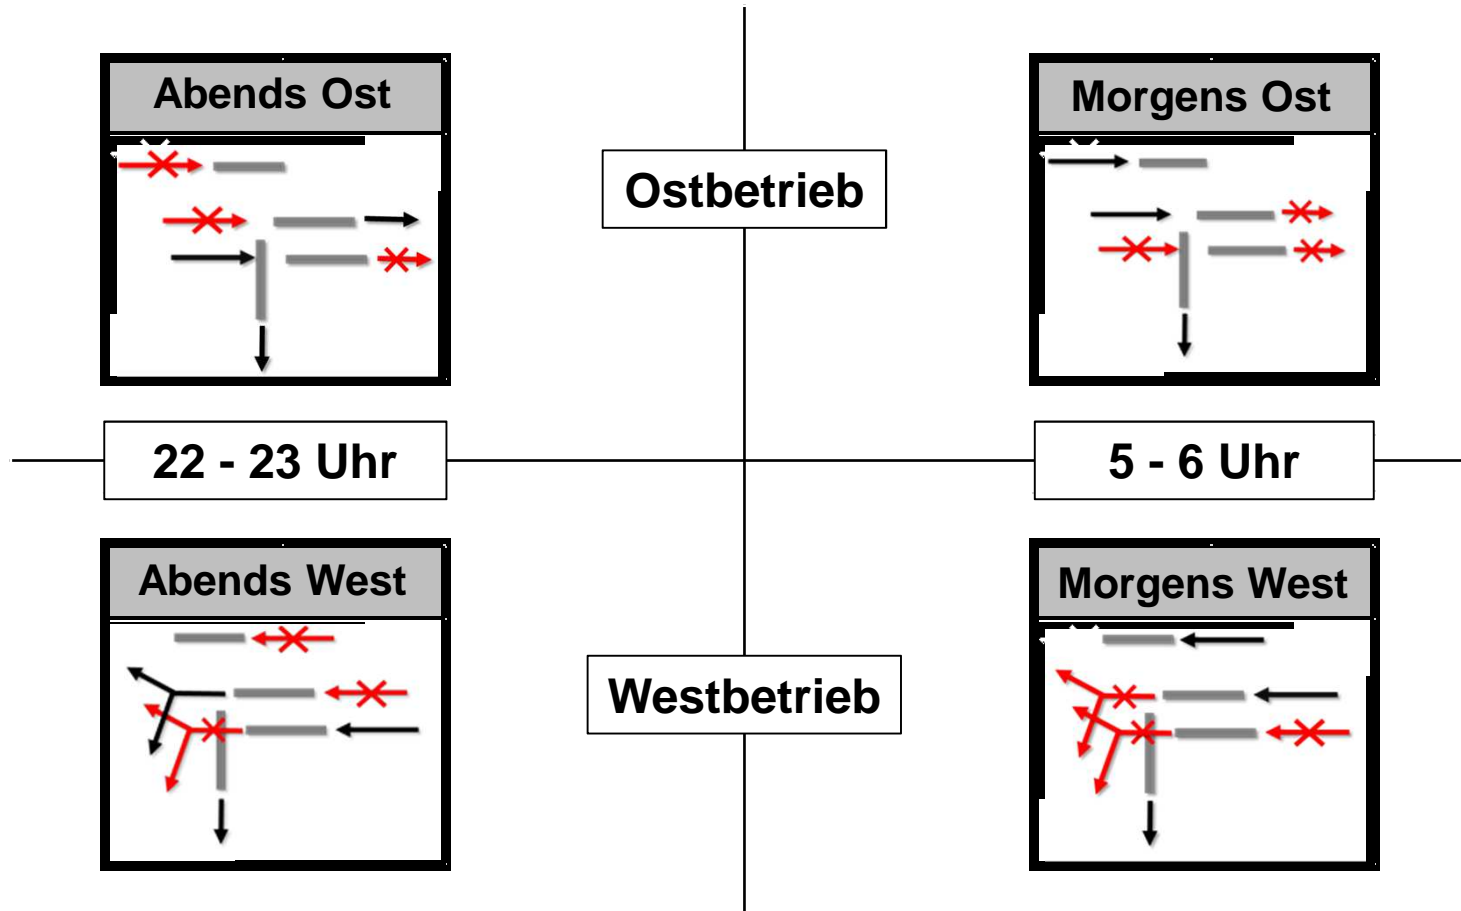 Abends Ost
Morgens Ost
Ostbetrieb
22 - 23 Uhr
5 - 6 Uhr
Abends West
Morgens West
Westbetrieb